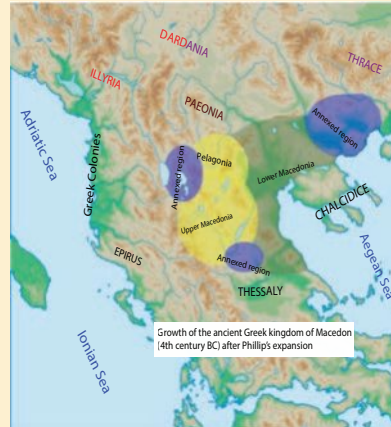 DARDANIA
THRACE
ILLYRIA
PAEONIA
Annexed region
Adriatic Sea
Greek Colonies
Annexed region
Pelagonia
Lower Macedonia
CHALCIDICE
Upper Macedonia
Aegean Sea
EPIRUS
Annexed region
THESSALY
Growth of the ancient Greek kingdom of Macedon
(4th century BC) after Phillip's expansion
Ionian Sea